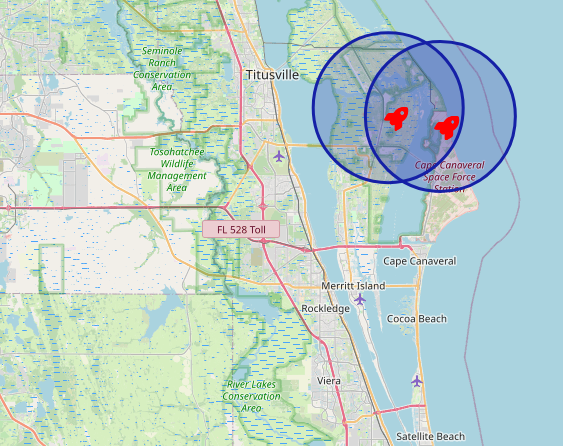 Seminole
Ranch
Conservation
Area
Titusville
Tosohatchee
Wildlife
Management
Area
Cape Canaveral
Space Force
Station
FL 528 Toll
Cape Canaveral
Merritt Island
Rockledge
Cocoa Beach
Viera
River Lakes
Conservation
Area
Satellite Beach